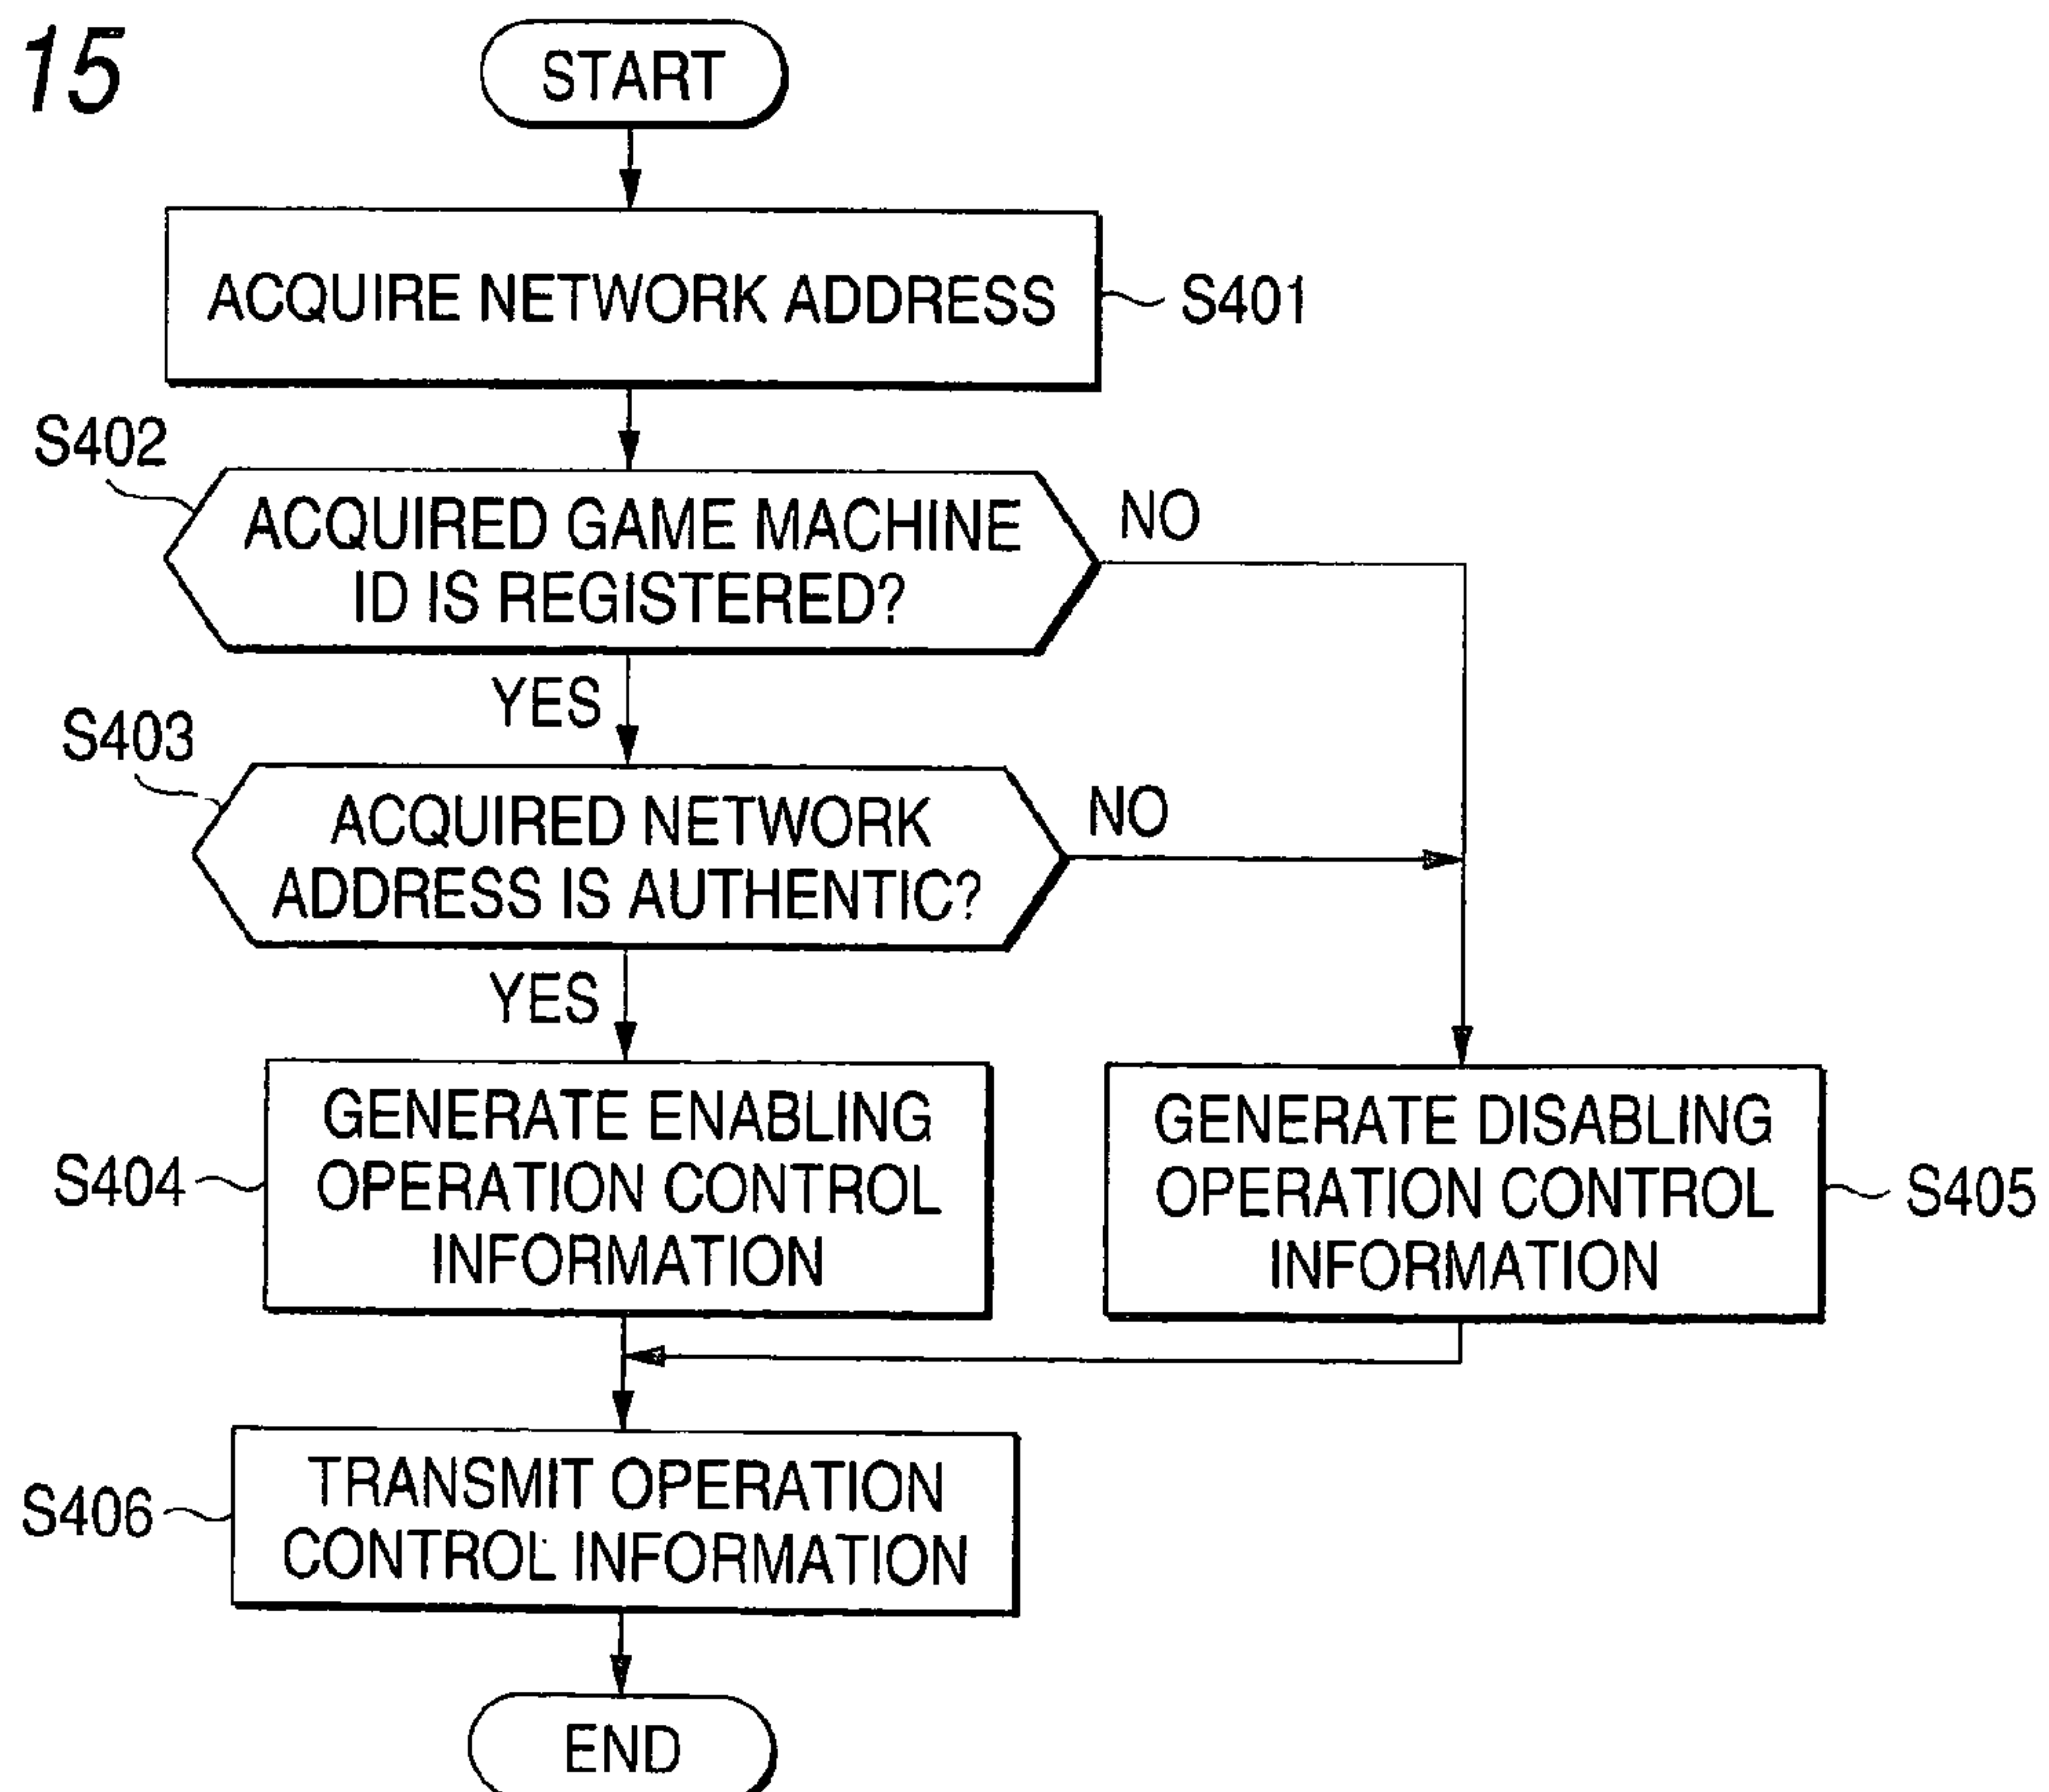 15
START
ACQUIRE NETWORK ADDRESS
S401
S402
ACQUIRED GAME MACHINE
ID IS REGISTERED?
NO
YES
S403
ACQUIRED NETWORK
ADDRESS IS AUTHENTIC?
NO
YES
S404
GENERATE ENABLING
OPERATION CONTROL
INFORMATION
GENERATE DISABLING
OPERATION CONTROL
INFORMATION
S405
S406
TRANSMIT OPERATION
CONTROL INFORMATION
END